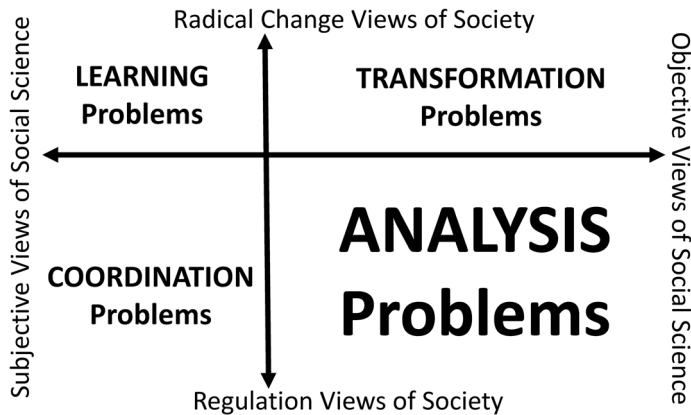 Radical Change Views of Society
Subjective Views of Social Science
LEARNING
Problems
TRANSFORMATION
Problems
Objective Views of Social Science
COORDINATION
Problems
ANALYSIS
Problems
Regulation Views of Society